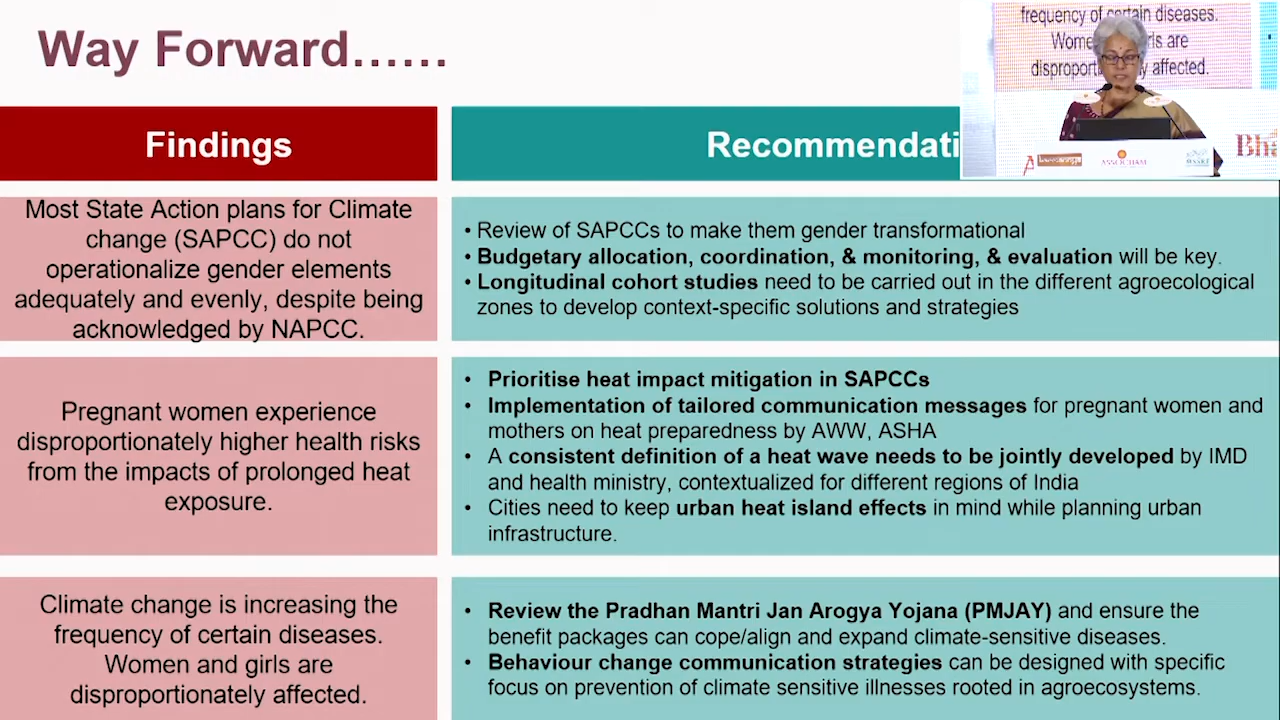 Way Forward......
Findings
Recommendati
Most State Action plans for Climate
change (SAPCC) do not
operationalize gender elements
adequately and evenly, despite being
acknowledged by NAPCC.
• Review of SAPCCs to make them gender transformational
• Budgetary allocation, coordination, & monitoring, & evaluation will be key.
• Longitudinal cohort studies need to be carried out in the different agroecological
zones to develop context-specific solutions and strategies
Pregnant women experience
disproportionately higher health risks
from the impacts of prolonged heat
exposure.
• Prioritise heat impact mitigation in SAPCCs
• Implementation of tailored communication messages for pregnant women and
mothers on heat preparedness by AWW, ASHA
• A consistent definition of a heat wave needs to be jointly developed by IMD
and health ministry, contextualized for different regions of India
• Cities need to keep urban heat island effects in mind while planning urban
infrastructure.
Climate change is increasing the
frequency of certain diseases.
Women and girls are
disproportionately affected.
• Review the Pradhan Mantri Jan Arogya Yojana (PMJAY) and ensure the
benefit packages can cope/align and expand climate-sensitive diseases.
• Behaviour change communication strategies can be designed with specific
focus on prevention of climate sensitive illnesses rooted in agroecosystems.
frequency of certain diseases.
Wome girls are
disproport affected.
ASSOCHAM
Bha